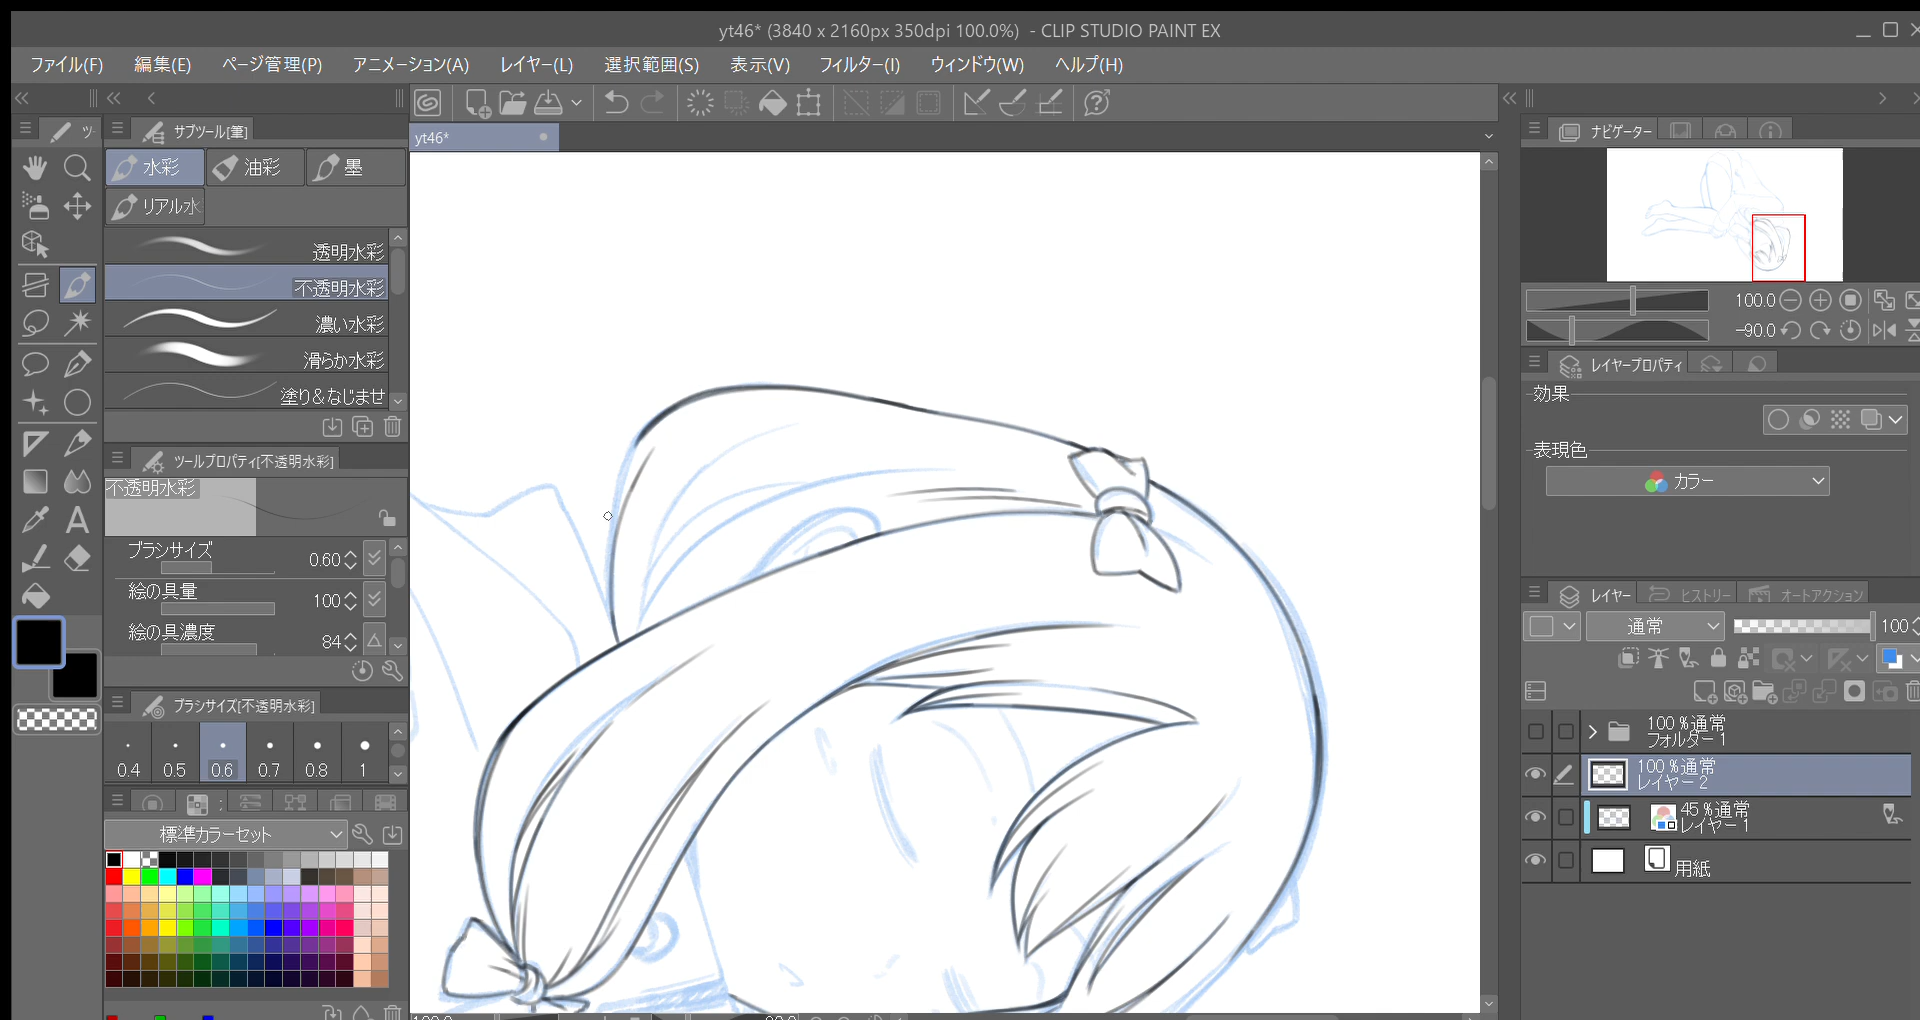 yt46* (3840 x 2160px 350dpi 100.0%)  - CLIP STUDIO PAINT EX
ファイル(F) 編集(E) ページ管理(P) アニメーション(A) レイヤー(L) 選択範囲(S) 表示(V) フィルター(I) ウィンドウ(W) ヘルプ(H)
ツｰ
サブツール[筆]
水彩 油彩 墨
リアル水
透明水彩
不透明水彩
濃い水彩
滑らか水彩
塗り&なじませ
ツールプロパティ[不透明水彩]
不透明水彩
ブラシサイズ 0.60
絵の具量 100
絵の具濃度 84
ブラシサイズ[不透明水彩]
0.4 0.5 0.6 0.7 0.8 1
標準カラーセット
yt46*
ナビゲーター
100.0
-90.0
レイヤープロパティ
効果
表現色
カラー
レイヤー ヒストリー オートアクション
通常 100
100 %通常
フォルダー 1
100 %通常
レイヤー 2
45 %通常
レイヤー 1
用紙